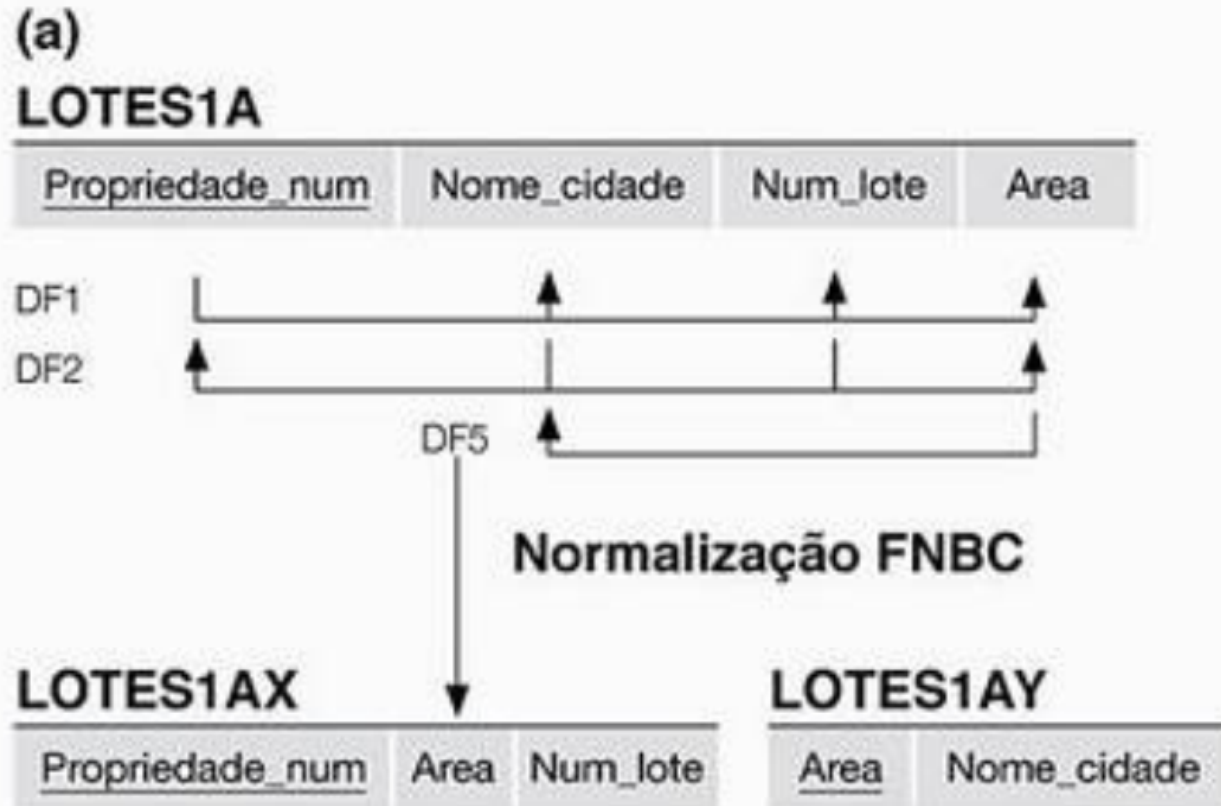 (a)
LOTES1A
Propriedade_num Nome_cidade Num_lote Area
DF1
DF2
DF5
Normalização FNBC
LOTES1AX LOTES1AY
Propriedade_num Area Num_lote Area Nome_cidade